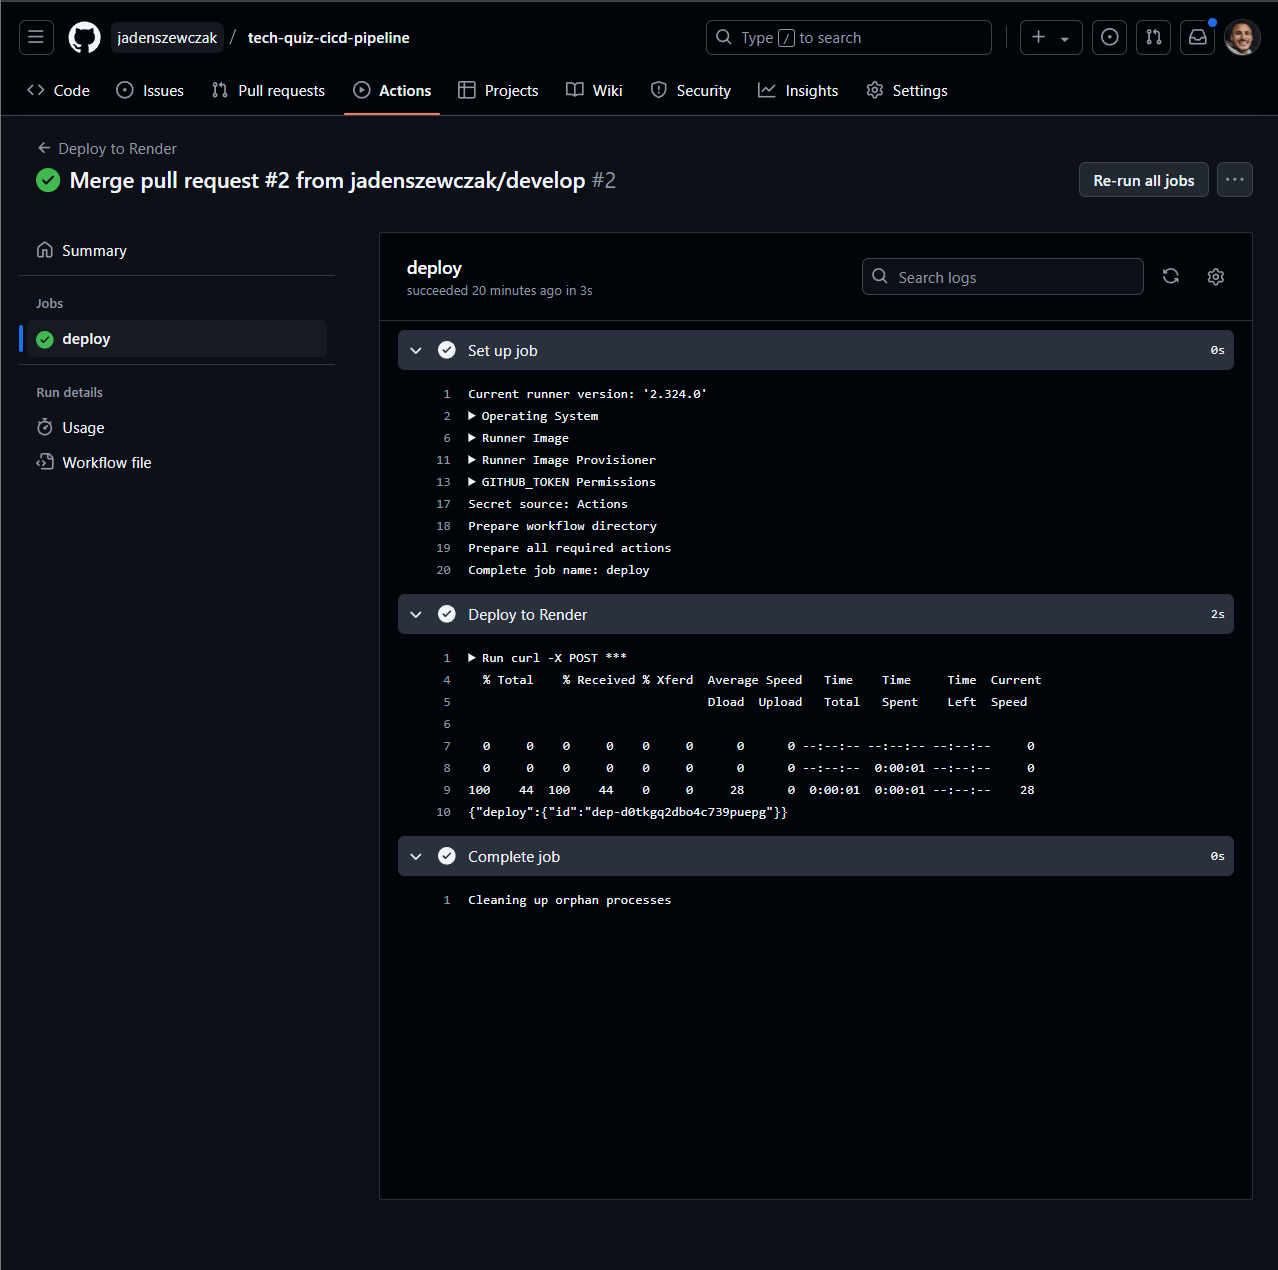 jadenszewczak / tech-quiz-cicd-pipeline
Type / to search
Code Issues Pull requests Actions Projects Wiki Security Insights Settings
Deploy to Render
Merge pull request #2 from jadenszewczak/develop #2
Re-run all jobs
Summary
Jobs
deploy
Run details
Usage
Workflow file
deploy
succeeded 20 minutes ago in 3s
Search logs
Set up job 0s
1 Current runner version: '2.324.0'
2 Operating System
6 Runner Image
11 Runner Image Provisioner
13 GITHUB_TOKEN Permissions
17 Secret source: Actions
18 Prepare workflow directory
19 Prepare all required actions
20 Complete job name: deploy
Deploy to Render 2s
1 Run curl -X POST ***
4 % Total % Received % Xferd Average Speed Time Time Time Current
5 Dload Upload Total Spent Left Speed
6
7 0 0 0 0 0 0 0 0 --:--:-- --:--:-- --:--:-- 0
8 0 0 0 0 0 0 0 0 --:--:-- 0:00:01 --:--:-- 0
9 100 44 100 44 0 0 28 0 0:00:01 0:00:01 --:--:-- 28
10 {"deploy":{"id":"dep-d0tkgq2dbo4c739puepg"}}
Complete job 0s
1 Cleaning up orphan processes